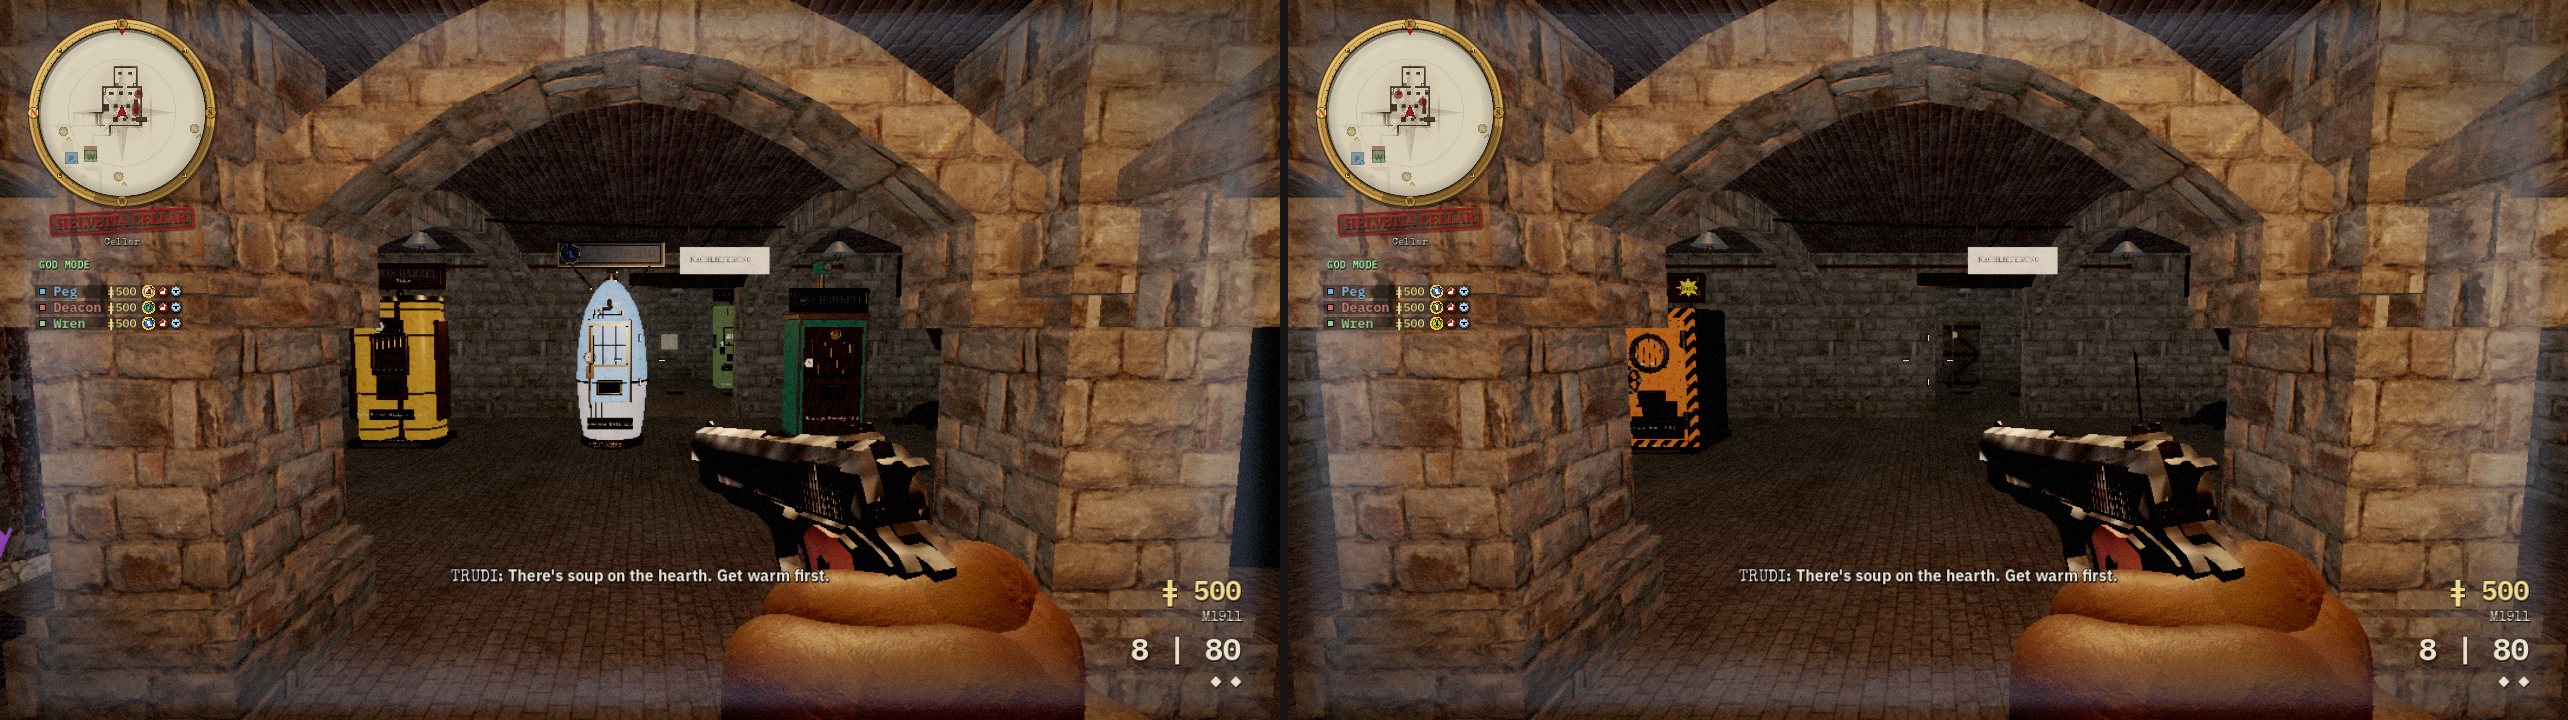 HELVETIA CELLAR
Cellar
GOD MODE
Peg ‡500
Deacon ‡500
Wren ‡500
TRUDI: There's soup on the hearth. Get warm first.
‡ 500
M1911
8 | 80
HELVETIA CELLAR
Cellar
GOD MODE
Peg ‡500
Deacon ‡500
Wren ‡500
TRUDI: There's soup on the hearth. Get warm first.
‡ 500
M1911
8 | 80